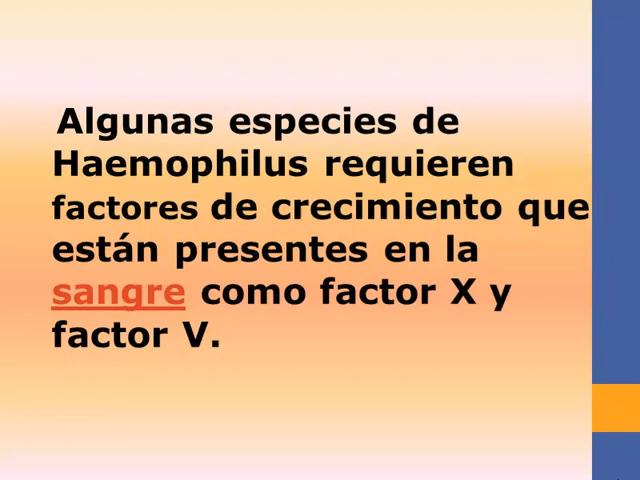 Algunas especies de
Haemophilus requieren
factores de crecimiento que
están presentes en la
sangre como factor X y
factor V.